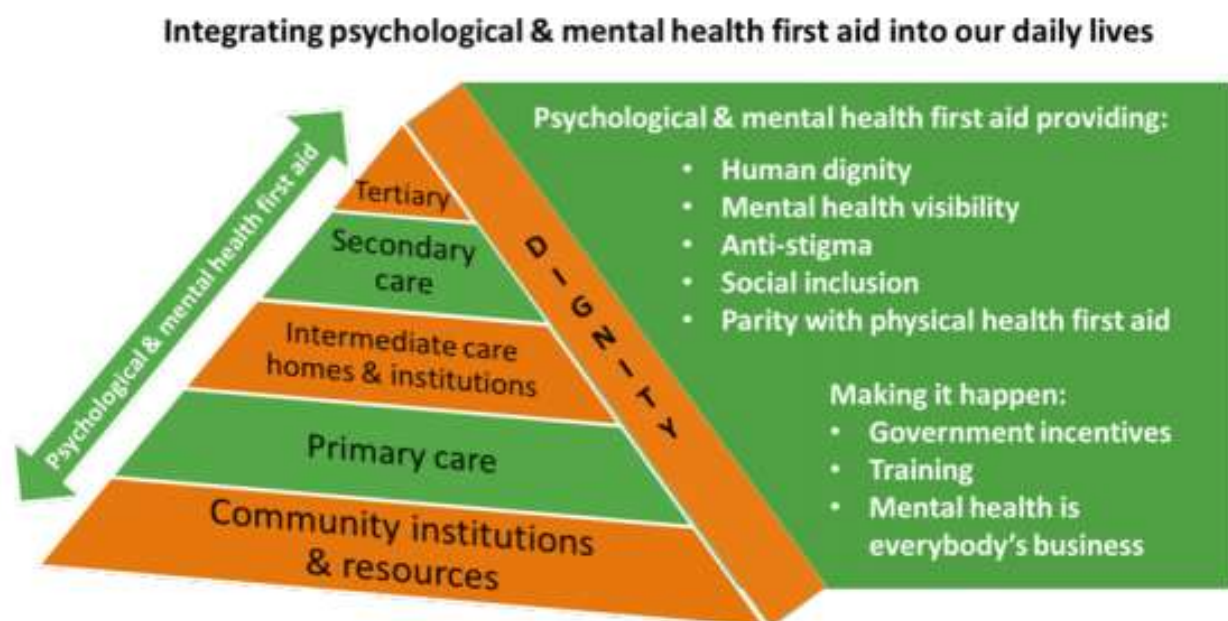 Integrating psychological & mental health first aid into our daily lives
Psychological & mental health first aid
Tertiary
Secondary
care
Intermediate care
homes & institutions
Primary care
Community institutions
& resources
DIGNITY
Psychological & mental health first aid providing:
• Human dignity
• Mental health visibility
• Anti-stigma
• Social inclusion
• Parity with physical health first aid
Making it happen:
• Government incentives
• Training
• Mental health is
everybody's business